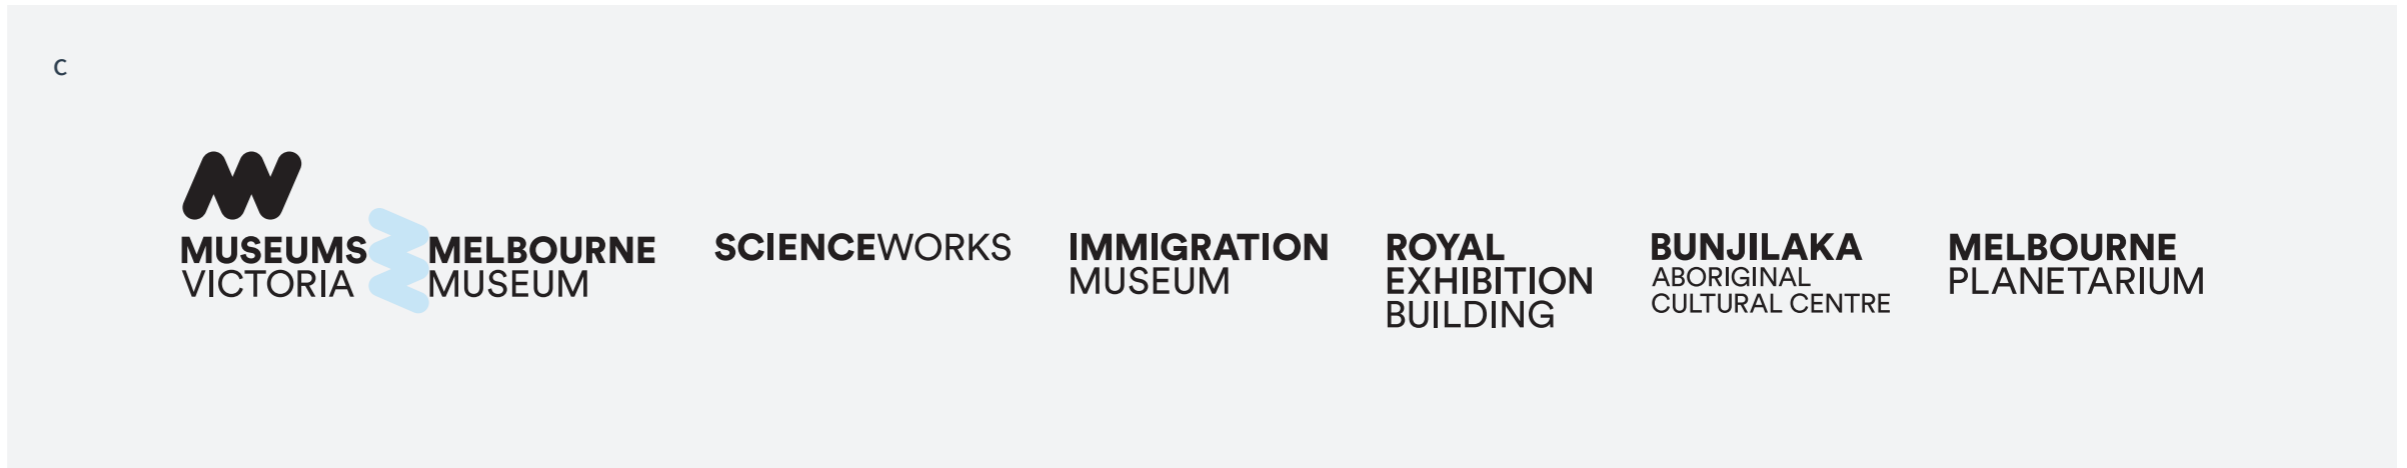 C
MUSEUMS
VICTORIA
MELBOURNE
MUSEUM
SCIENCEWORKS
IMMIGRATION
MUSEUM
ROYAL
EXHIBITION
BUILDING
BUNJILAKA
ABORIGINAL
CULTURAL CENTRE
MELBOURNE
PLANETARIUM